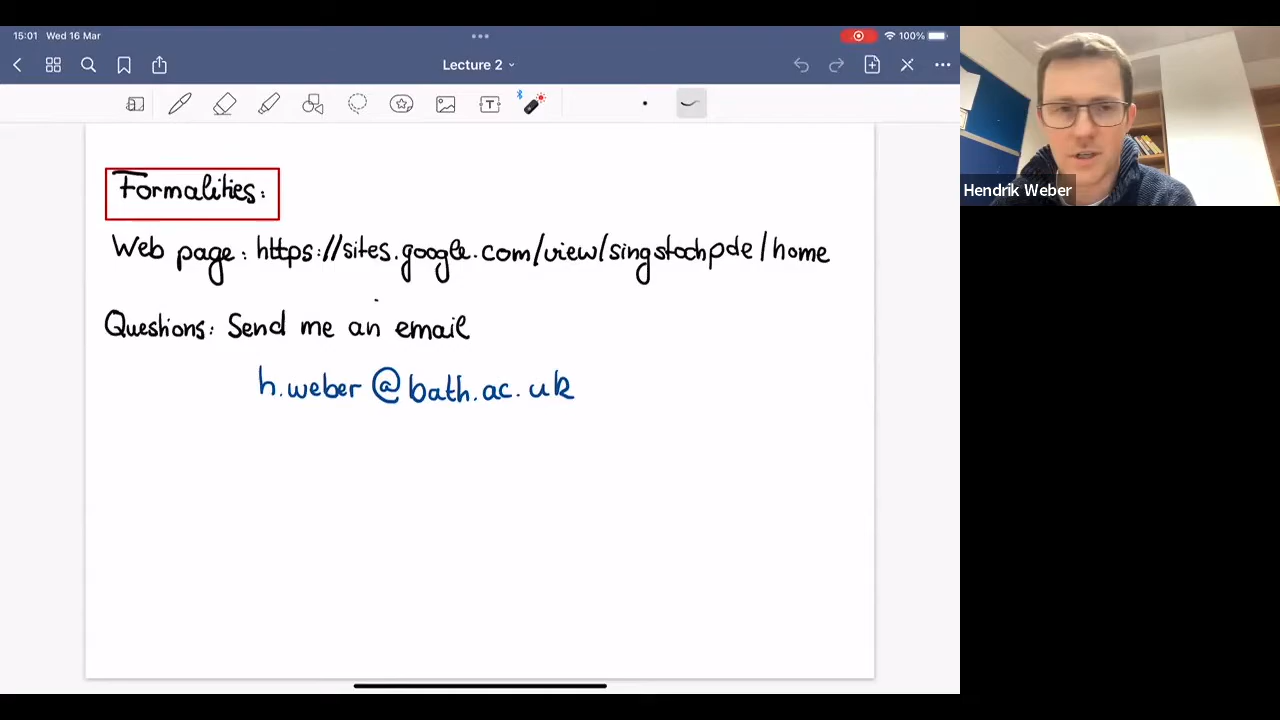 15:01 Wed 16 Mar
100%
Lecture 2
Formalities:
Web page: https://sites.google.com/view/singstochpde/home
Questions: Send me an email
h.weber@bath.ac.uk
Hendrik Weber